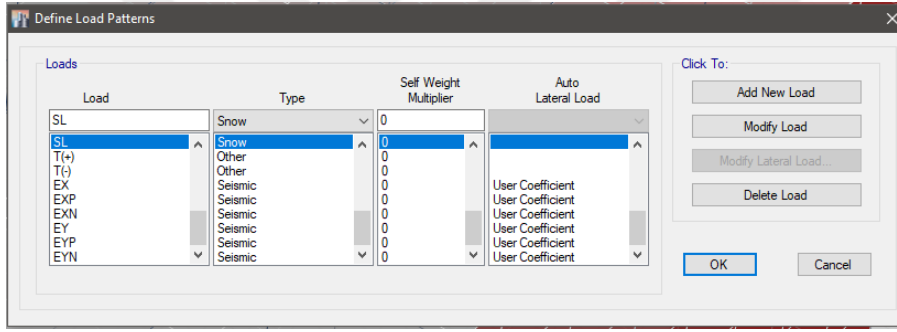 Define Load Patterns
Loads
Click To:
Load Type Self Weight Multiplier Auto Lateral Load
SL Snow 0
SL Snow 0
T(+) Other 0
T(-) Other 0
EX Seismic 0 User Coefficient
EXP Seismic 0 User Coefficient
EXN Seismic 0 User Coefficient
EY Seismic 0 User Coefficient
EYP Seismic 0 User Coefficient
EYN Seismic 0 User Coefficient
Add New Load
Modify Load
Modify Lateral Load...
Delete Load
OK Cancel